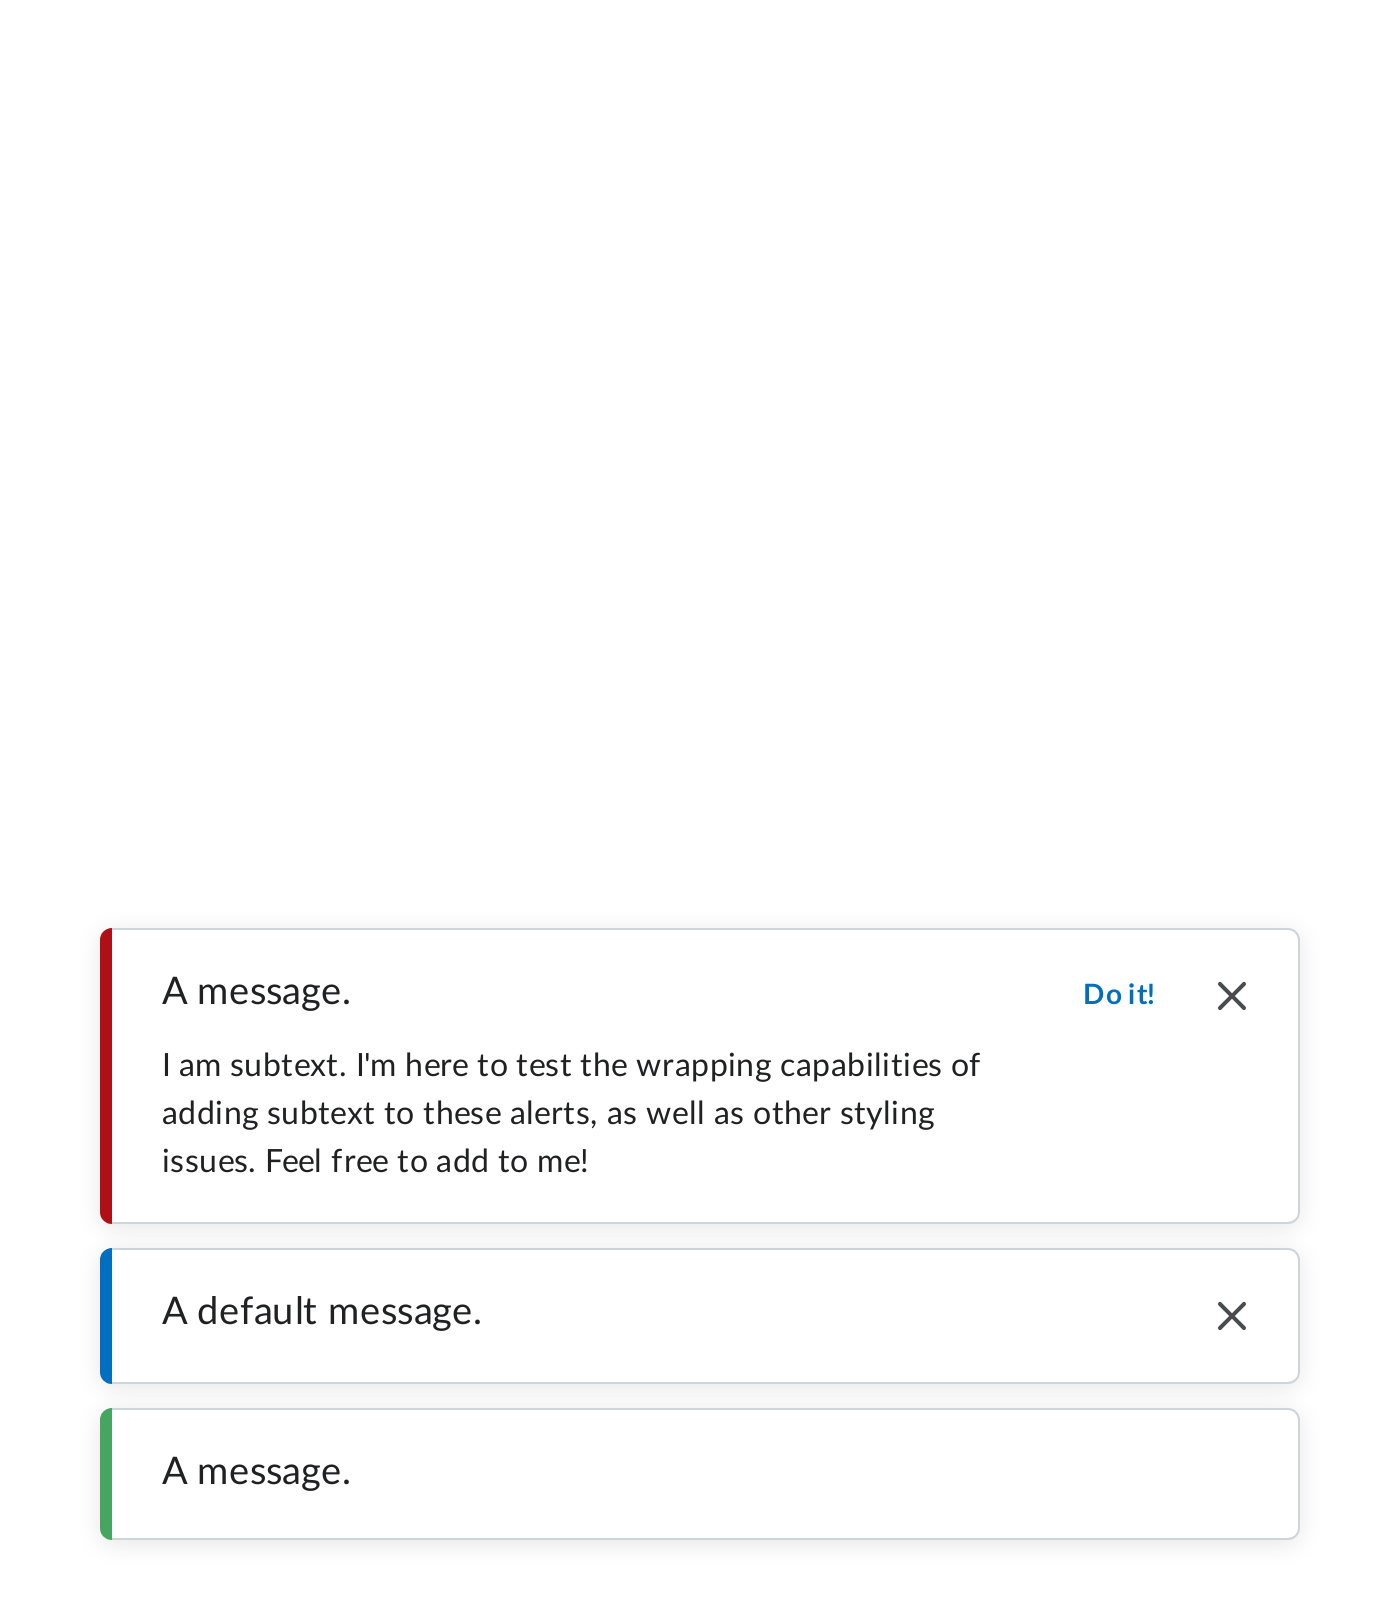 A message.
Do it!
I am subtext. I'm here to test the wrapping capabilities of
adding subtext to these alerts, as well as other styling
issues. Feel free to add to me!
A default message.
A message.